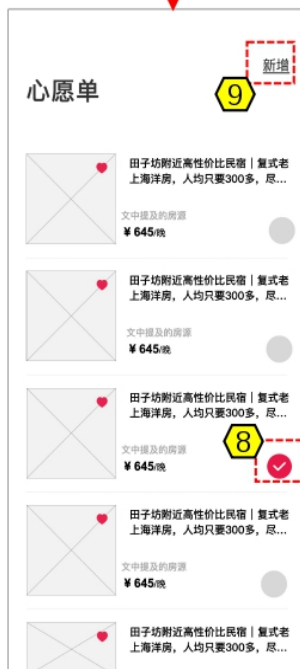 新增
心愿单
9
田子坊附近高性价比民宿｜复式老
上海洋房，人均只要300多，尽...
文中提及的房源
¥ 645/晚
田子坊附近高性价比民宿｜复式老
上海洋房，人均只要300多，尽...
文中提及的房源
¥ 645/晚
田子坊附近高性价比民宿｜复式老
上海洋房，人均只要300多，尽...
8
文中提及的房源
¥ 645/晚
田子坊附近高性价比民宿｜复式老
上海洋房，人均只要300多，尽...
文中提及的房源
¥ 645/晚
田子坊附近高性价比民宿｜复式老
上海洋房，人均只要300多，尽...